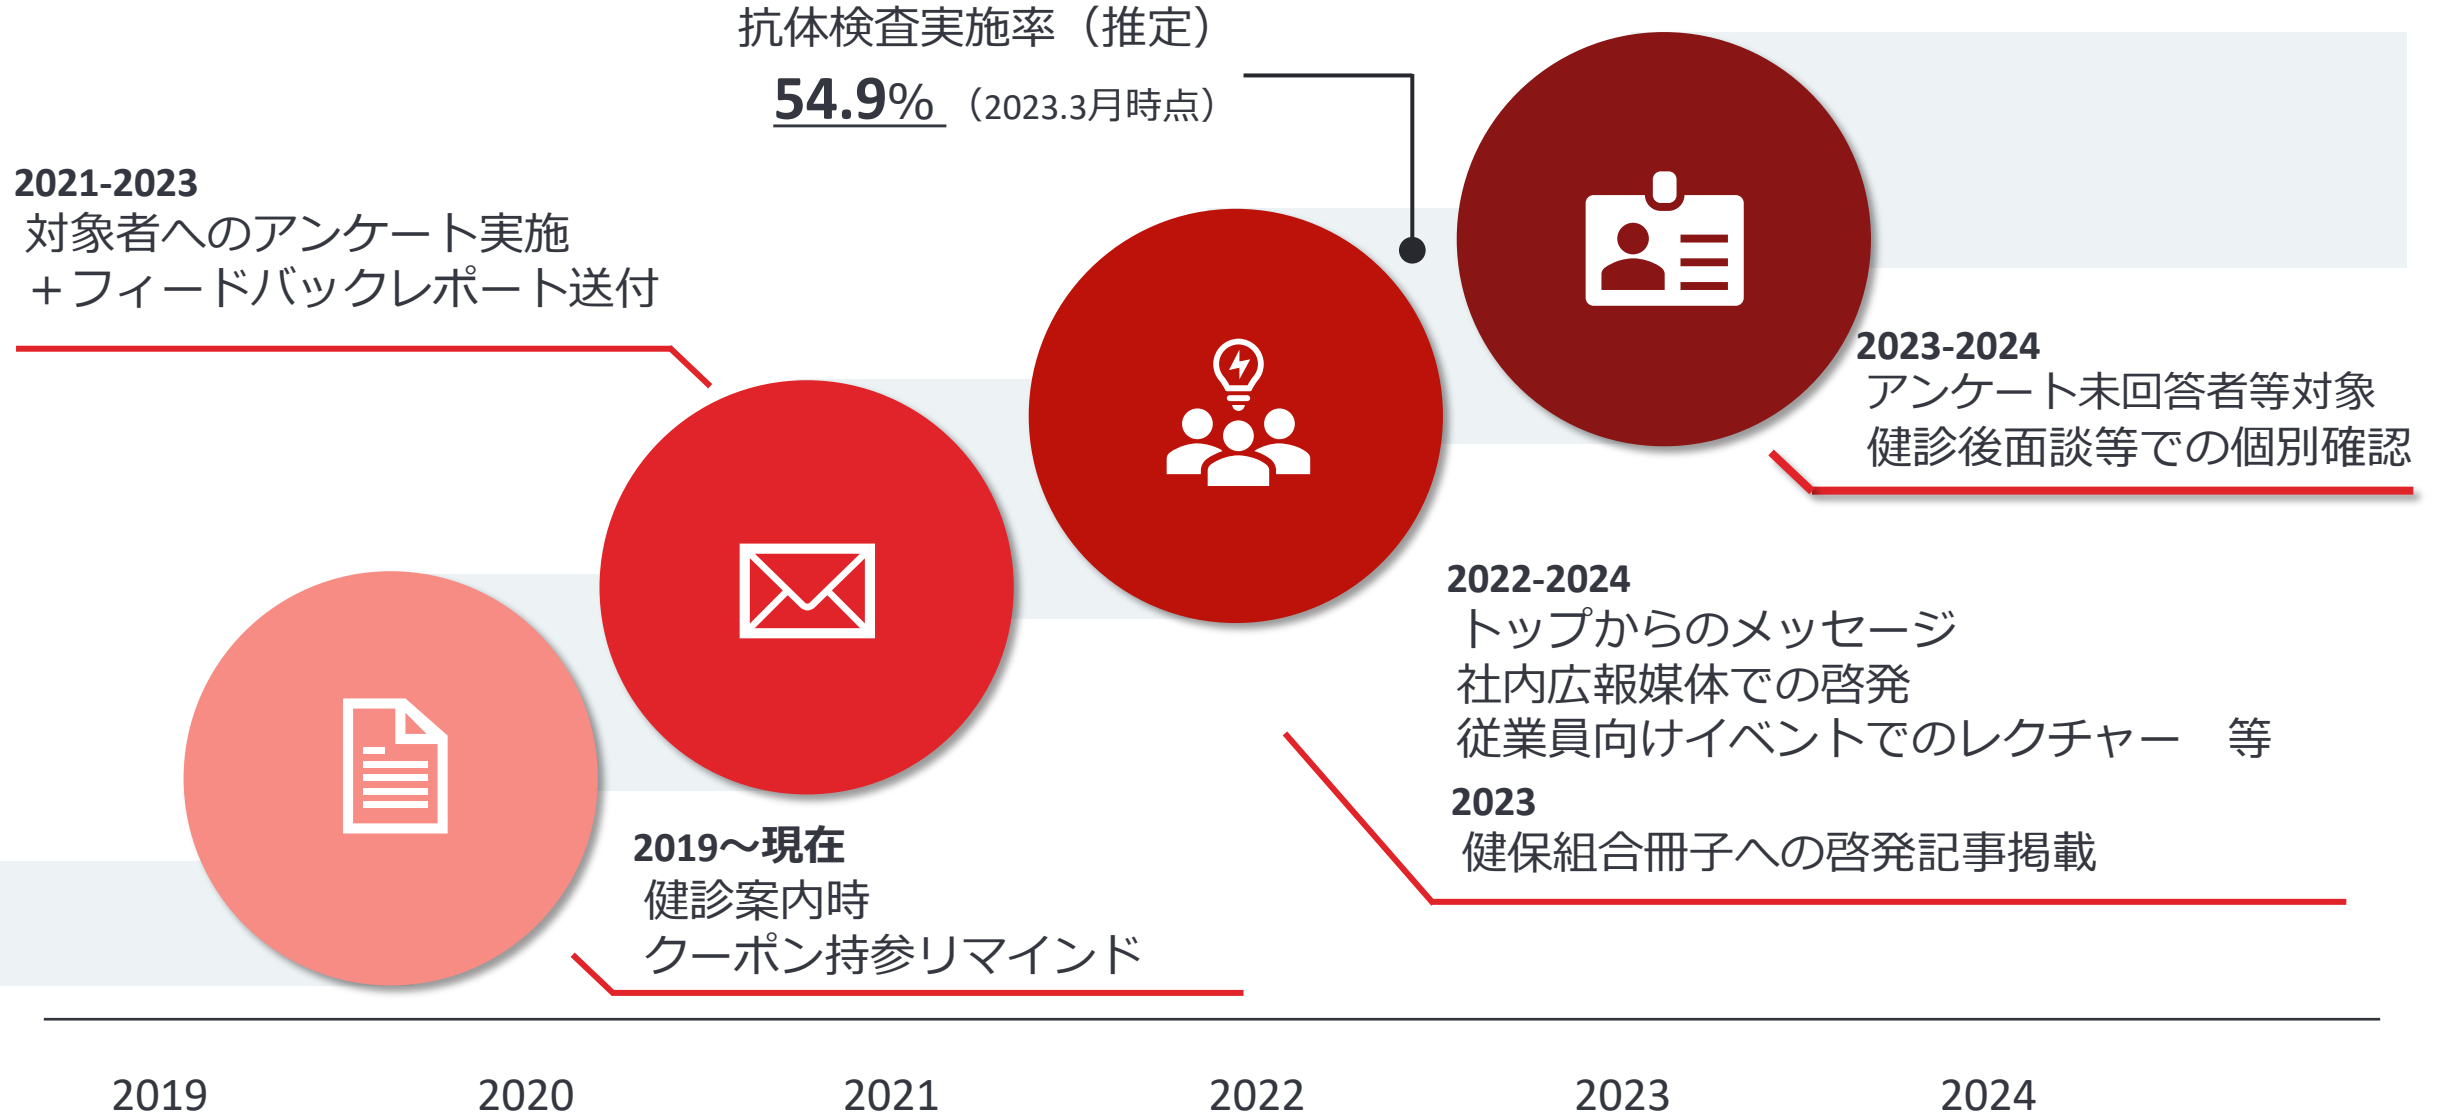 抗体検査実施率（推定）
54.9%（2023.3月時点）
2021-2023
対象者へのアンケート実施
＋フィードバックレポート送付
2023-2024
アンケート未回答者等対象
健診後面談等での個別確認
2022-2024
トップからのメッセージ
社内広報媒体での啓発
従業員向けイベントでのレクチャー　等
2023
健保組合冊子への啓発記事掲載
2019～現在
健診案内時
クーポン持参リマインド
2019 2020 2021 2022 2023 2024